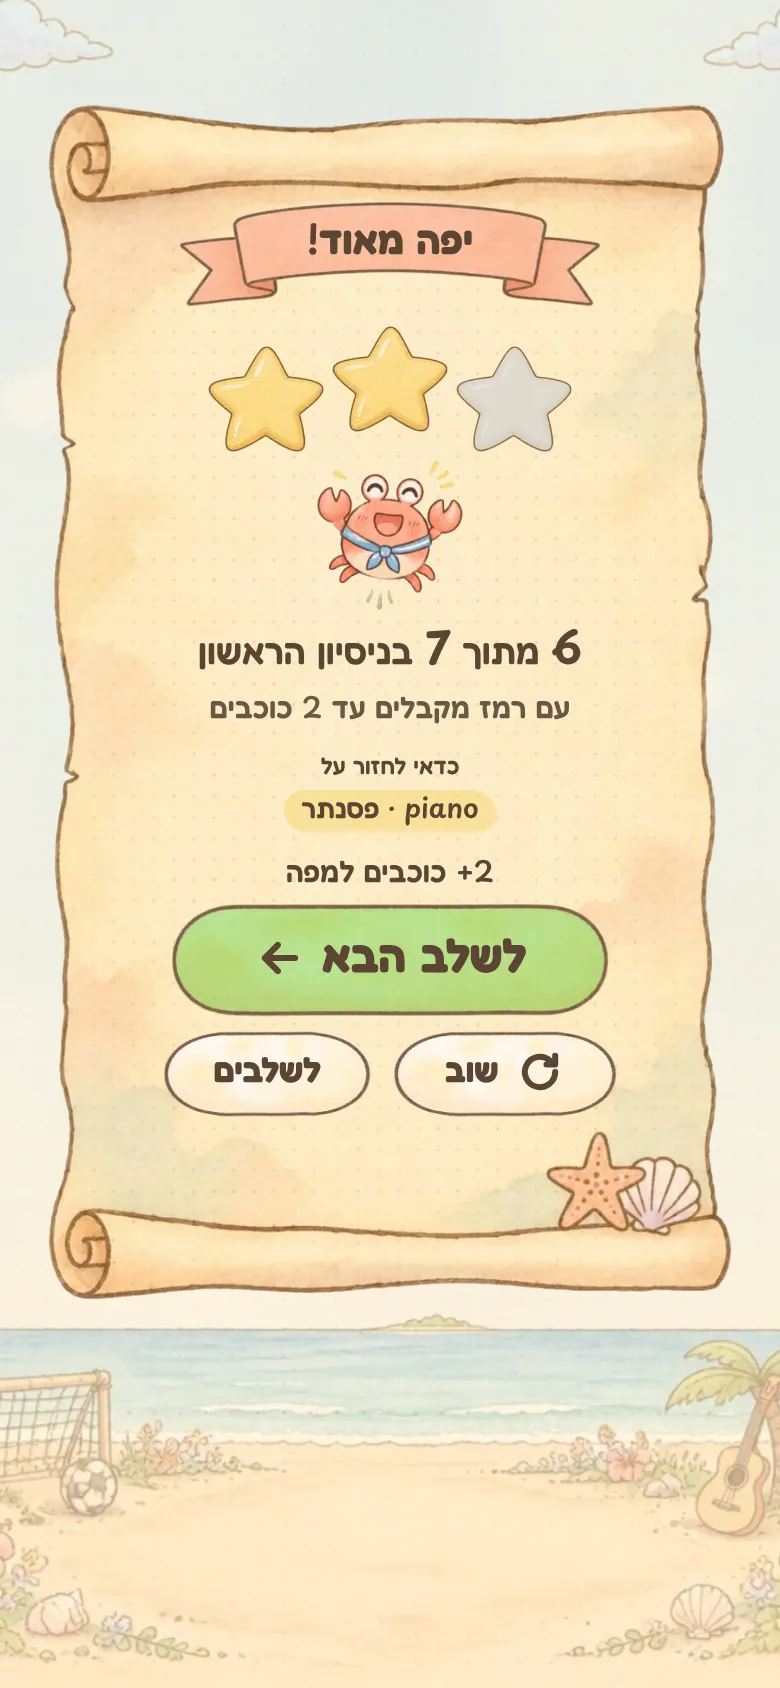 יפה מאוד!
6 מתוך 7 בניסיון הראשון
עם רמז מקבלים עד 2 כוכבים
כדאי לחזור על
piano · פסנתר
+2 כוכבים למפה
לשלב הבא ←
שוב
לשלבים